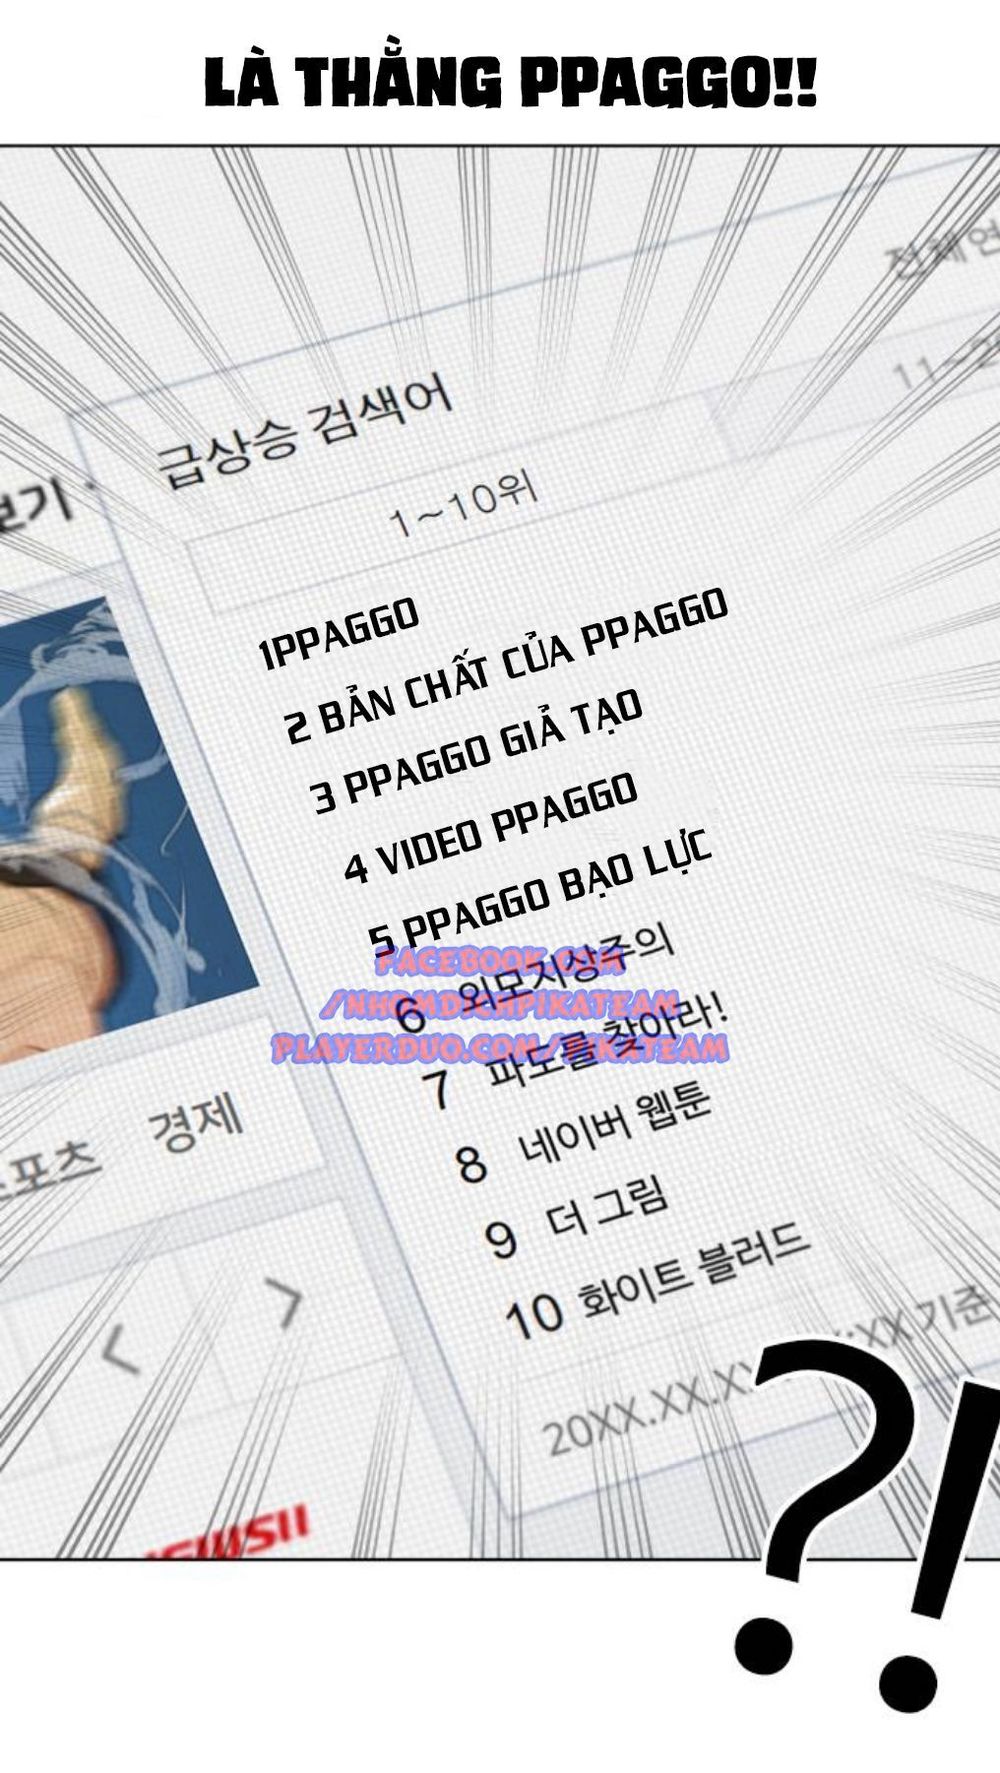 LÀ THẰNG PPAGGO!!
전체연
급상승 검색어
11~2
보기
1~10위
1PPAGGO
2 BẢN CHẤT CỦA PPAGGO
3 PPAGGO GIẢ TẠO
4 VIDEO PPAGGO
5 PPAGGO BẠO LỰC
FACEBOOK.COM
6 외모지상주의
/NHOMDICHPIKATEAM
7 파도를 찾아라!
PLAYERDUO.COM/PIKATEAM
8 네이버 웹툰
스포츠 경제
9 더 그림
10 화이트 블러드
< >
20XX.XX.XX XX:XX 기준
?!